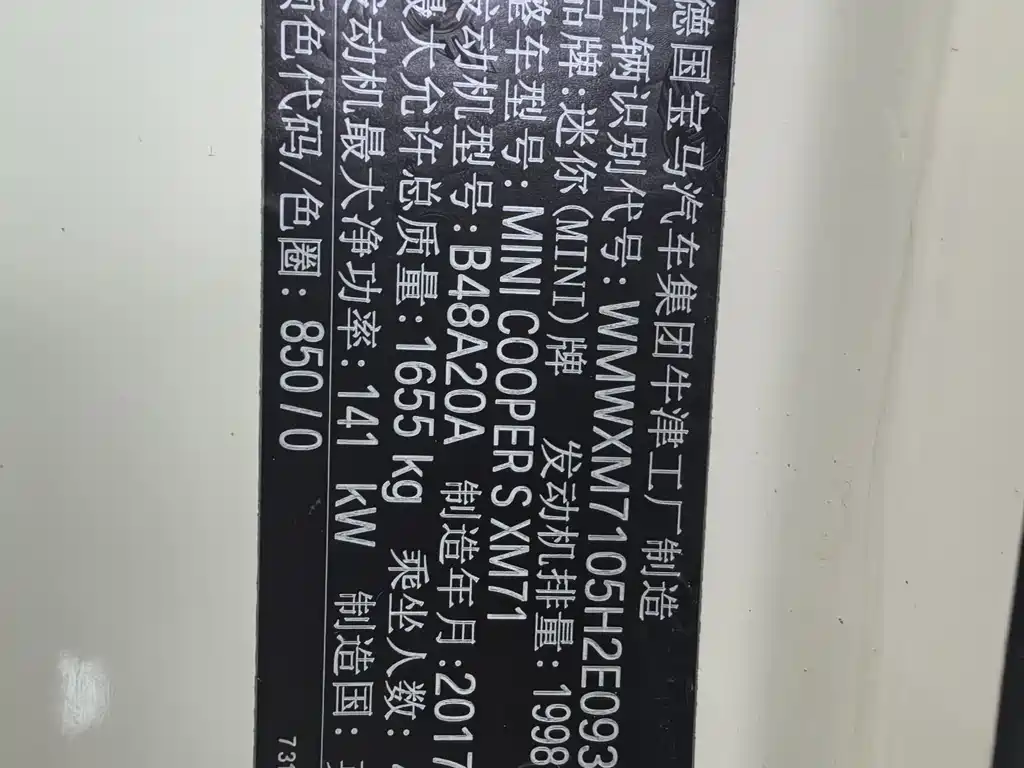 德国宝马汽车集团牛津工厂制造
车辆识别代号: WMWXM7105H2E093
品牌:迷你(MINI)牌 发动机排量: 1998
整车型号: MINI COOPER S XM71
发动机型号: B48A20A 制造年月:2017
最大允许总质量: 1655 kg 乘坐人数:
发动机最大净功率: 141 kW 制造国:
颜色代码/色圈: 850 / 0
731